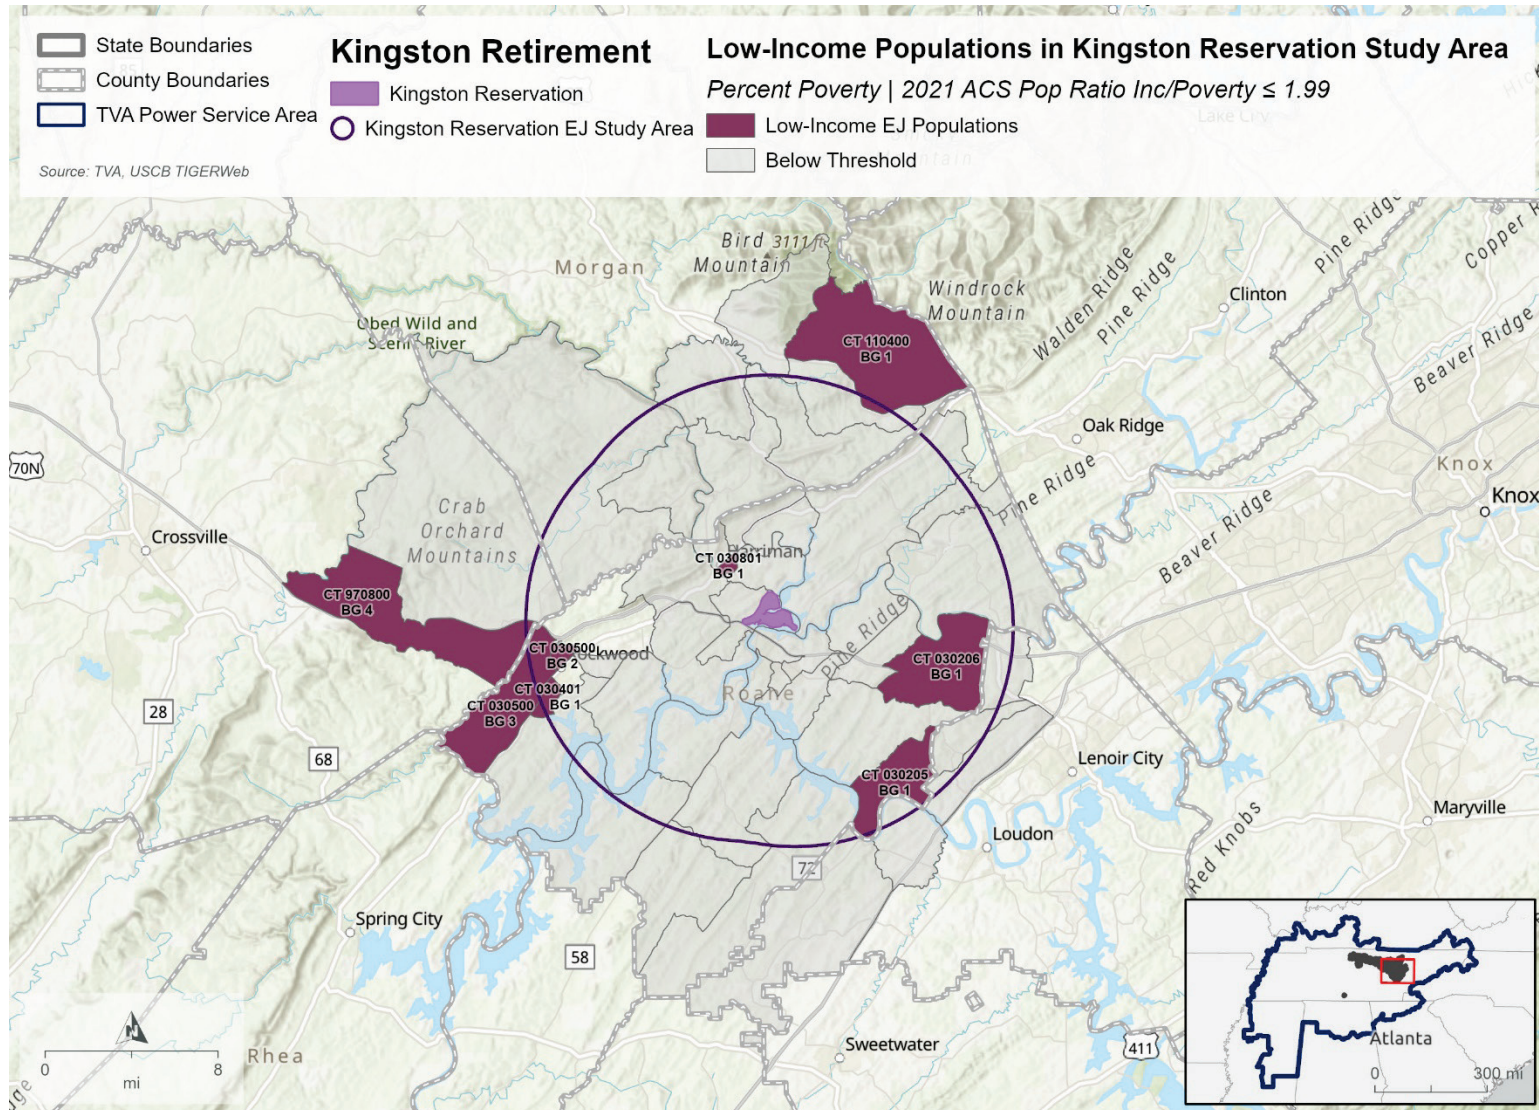 State Boundaries
County Boundaries
TVA Power Service Area
Source: TVA, USCB TIGERWeb
Kingston Retirement
Kingston Reservation
Kingston Reservation EJ Study Area
Low-Income Populations in Kingston Reservation Study Area
Percent Poverty | 2021 ACS Pop Ratio Inc/Poverty ≤ 1.99
Low-Income EJ Populations
Below Threshold
Lake City
Morgan
Bird 3111 ft
Mountain
Windrock
Mountain
Walden Ridge
Pine Ridge
Pine Ridge
Copper R
Clinton
Beaver Ridge
Obed Wild and
Scenic River
CT 110400
BG 1
Oak Ridge
70N
Knox
Pine Ridge
Knox
Beaver Ridge
Crab
Orchard
Mountains
Crossville
Harriman
CT 030801
BG 1
CT 970800
BG 4
Pine Ridge
CT 030500
BG 2
Rockwood
CT 030206
BG 1
CT 030401
BG 1
CT 030500
BG 3
Roane
28
68
Lenoir City
CT 030205
BG 1
Maryville
Loudon
Red Knobs
72
Spring City
58
Sweetwater
411
Rhea
N
0 8
mi
dge
Atlanta
0 300 mi